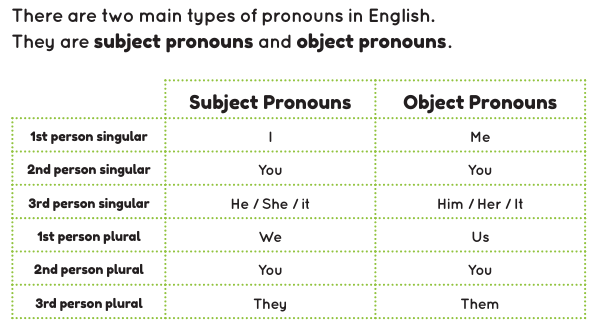 There are two main types of pronouns in English.
They are subject pronouns and object pronouns.
Subject Pronouns Object Pronouns
1st person singular I Me
2nd person singular You You
3rd person singular He / She / it Him / Her / It
1st person plural We Us
2nd person plural You You
3rd person plural They Them